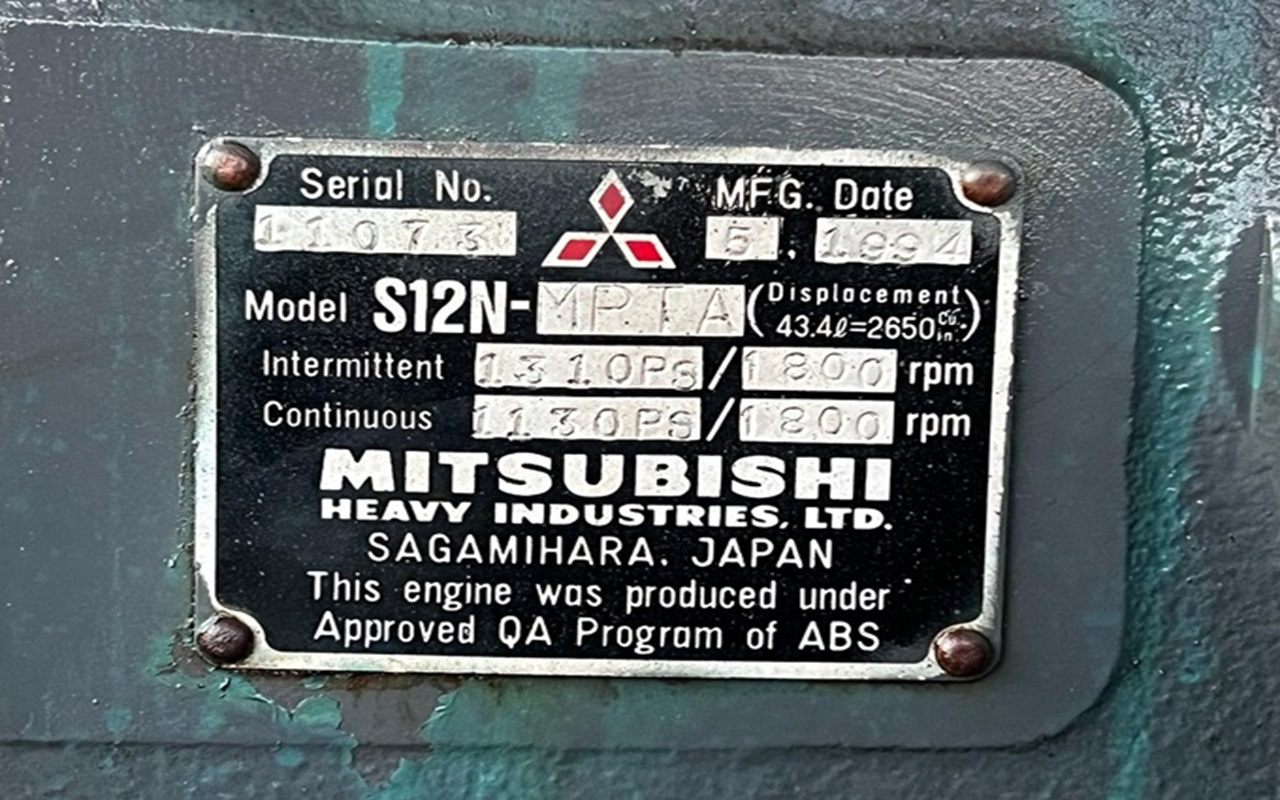 Serial No. MFG. Date
11073 5, 1994
Model S12N-MPTA (Displacement
43.4ℓ=2650 cu. in.)
Intermittent 1310PS/1800 rpm
Continuous 1130PS/1800 rpm
MITSUBISHI
HEAVY INDUSTRIES, LTD.
SAGAMIHARA. JAPAN
This engine was produced under
Approved QA Program of ABS